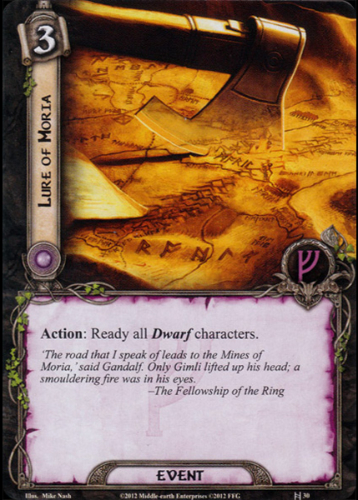 3
LURE OF MORIA
Action: Ready all Dwarf characters.
'The road that I speak of leads to the Mines of
Moria,' said Gandalf. Only Gimli lifted up his head; a
smouldering fire was in his eyes.
–The Fellowship of the Ring
EVENT
Illus. Mike Nash
©2012 Middle-earth Enterprises ©2012 FFG
30